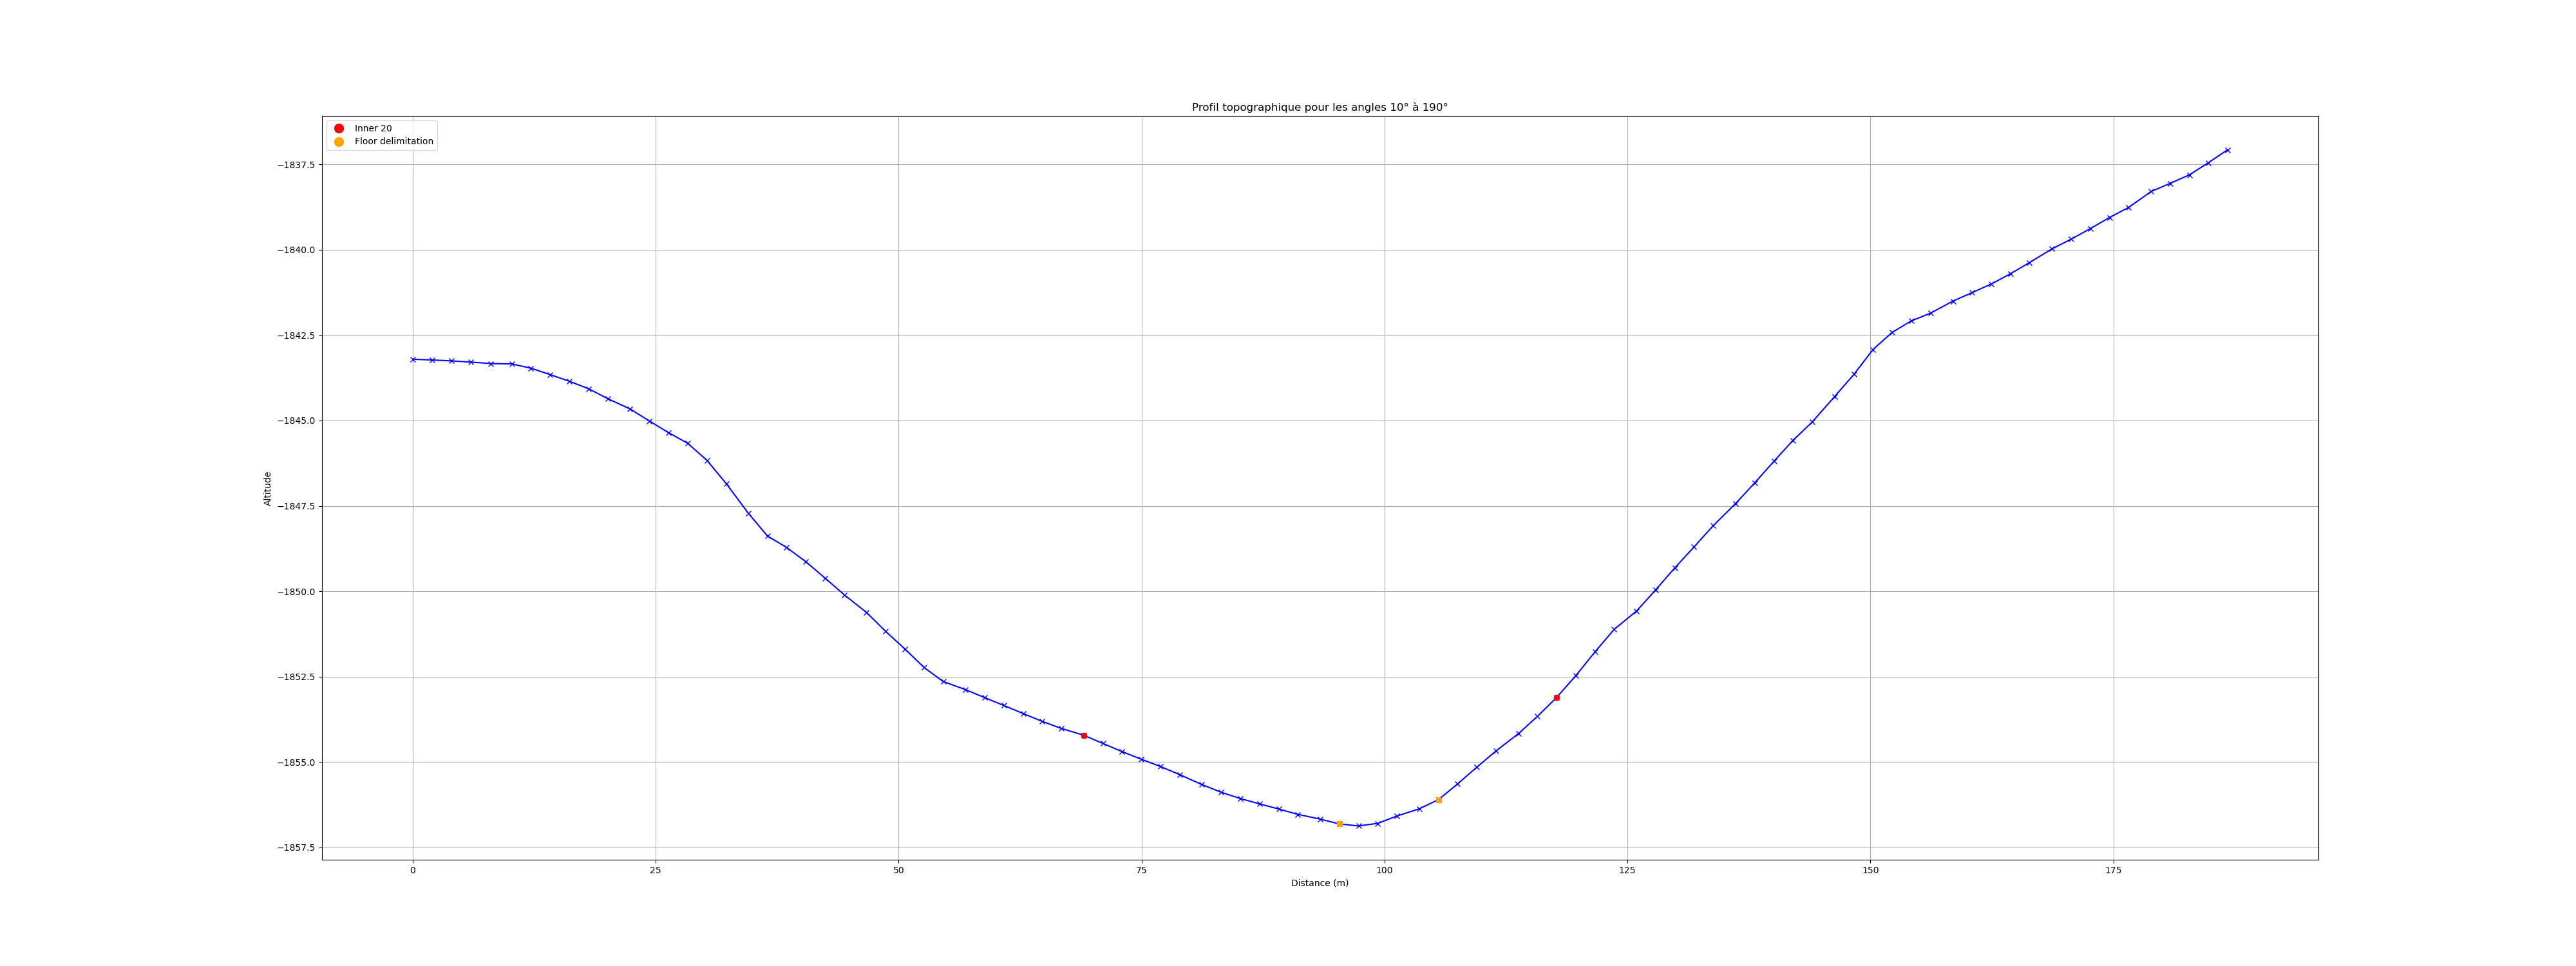 Profil topographique pour les angles 10° à 190°
Inner 20
Floor delimitation
−1837.5
−1840.0
−1842.5
−1845.0
−1847.5
−1850.0
−1852.5
−1855.0
−1857.5
Altitude
0 25 50 75 100 125 150 175
Distance (m)